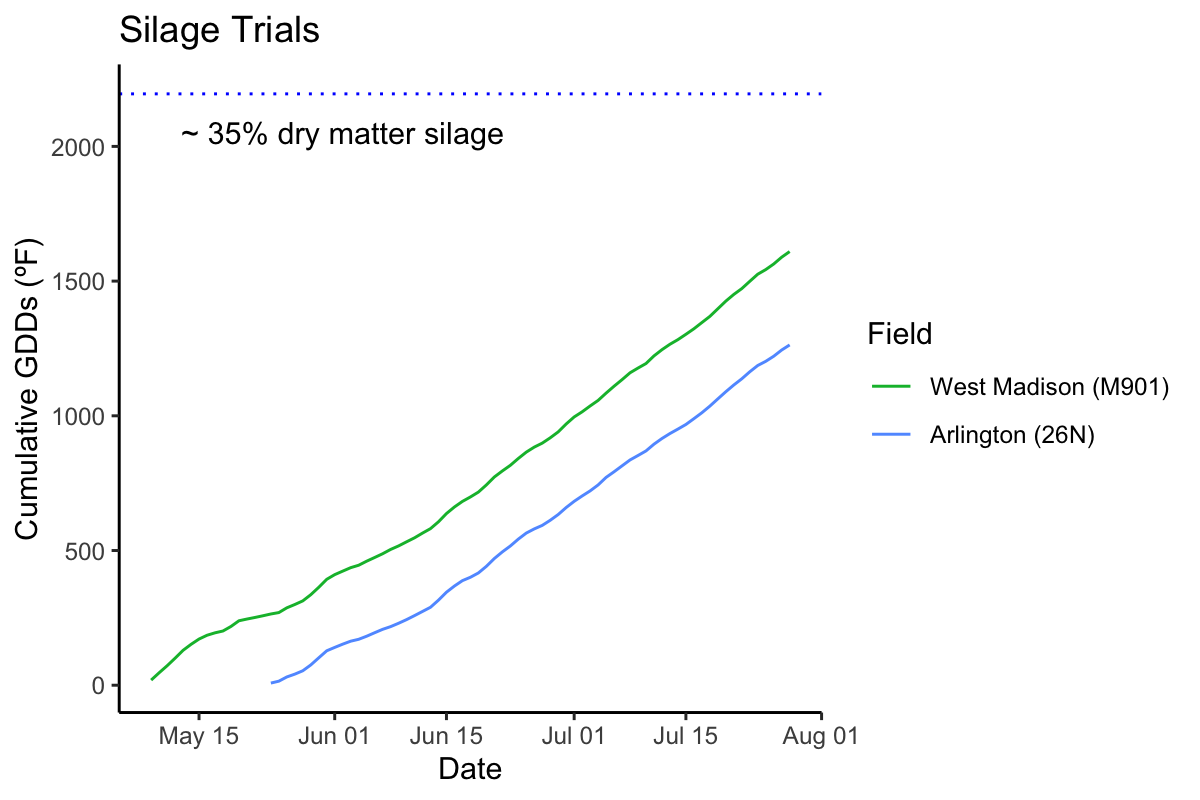 Silage Trials
~ 35% dry matter silage
Cumulative GDDs (ºF)
2000
1500
1000
500
0
May 15 Jun 01 Jun 15 Jul 01 Jul 15 Aug 01
Date
Field
West Madison (M901)
Arlington (26N)